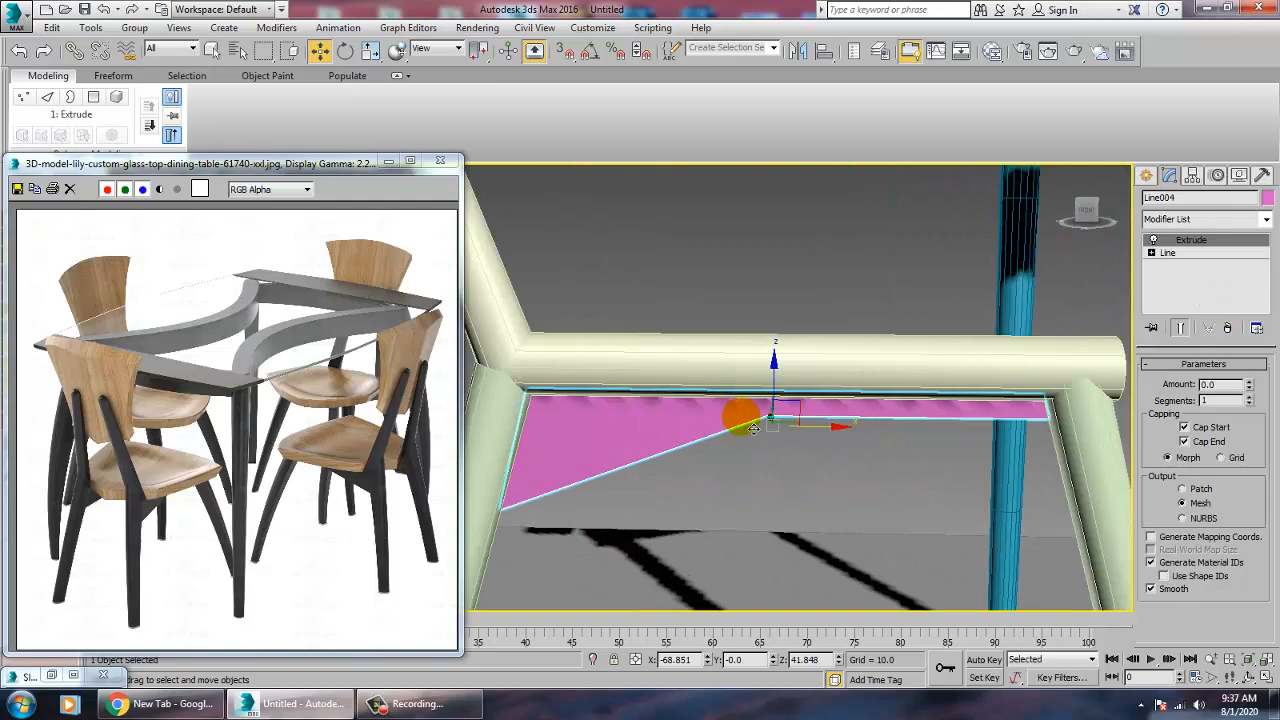 Workspace: Default
Autodesk 3ds Max 2016    Untitled
Type a keyword or phrase
Sign In
MAX
Edit Tools Group Views Create Modifiers Animation Graph Editors Rendering Civil View Customize Scripting Help
All
View
Create Selection Se
Modeling Freeform Selection Object Paint Populate
1: Extrude
3D-model-lily-custom-glass-top-dining-table-61740-xxl.jpg, Display Gamma: 2.2...
RGB Alpha
FRONT
z
x
Line004
Modifier List
Extrude
Line
Parameters
Amount: 0.0
Segments: 1
Capping
Cap Start
Cap End
Morph Grid
Output
Patch
Mesh
NURBS
Generate Mapping Coords.
Real-World Map Size
Generate Material IDs
Use Shape IDs
Smooth
35 40 45 50 55 60 65 70 75 80 85 90 95 100
1 Object Selected
X: -68.851 Y: -0.0 Z: 41.843 Grid = 10.0
Auto Key Selected
drag to select and move objects
Add Time Tag
Set Key Key Filters...
0
New Tab - Googl...
Untitled - Autode...
Recording...
9:37 AM
8/1/2020